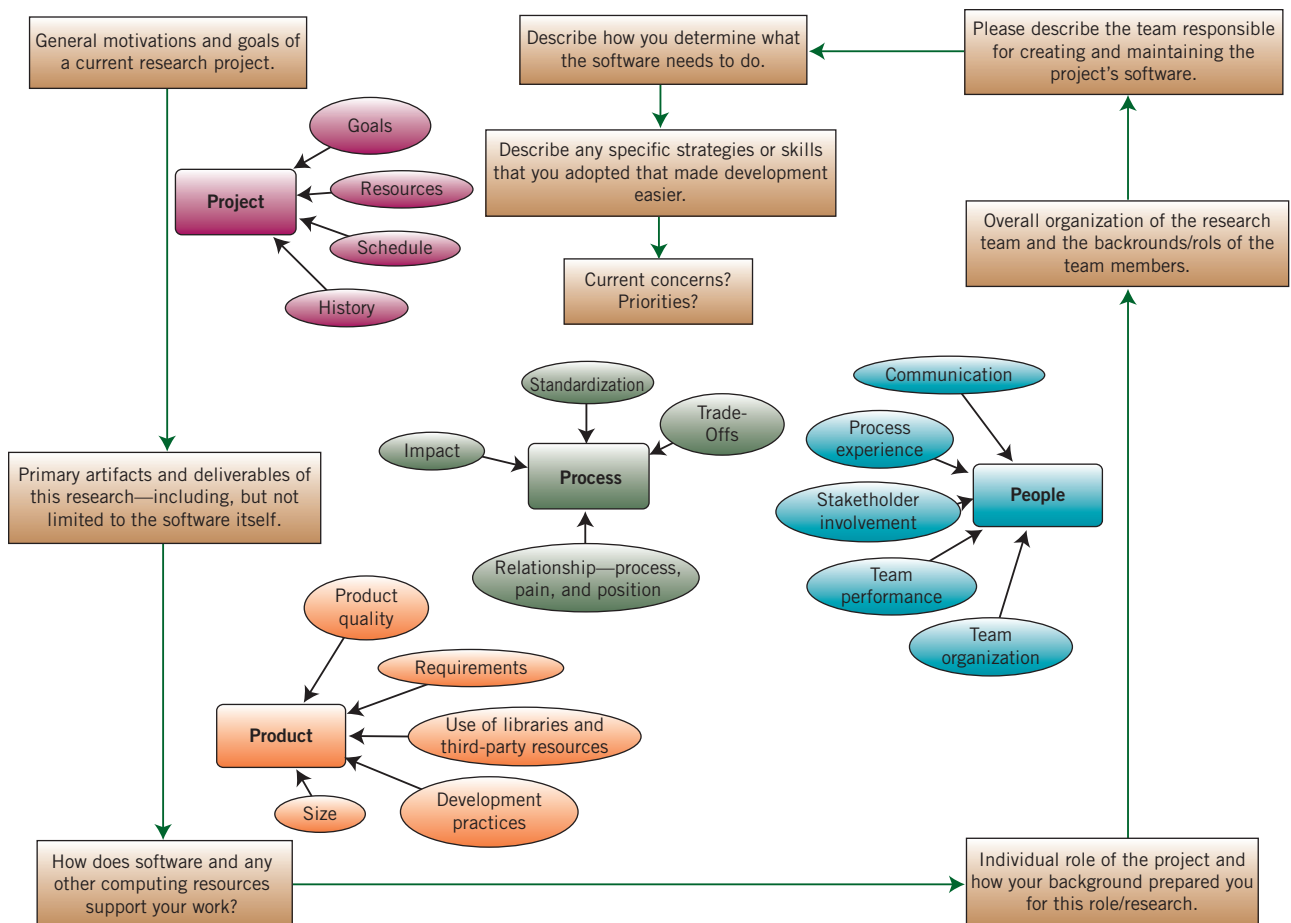 General motivations and goals of
a current research project.
Describe how you determine what
the software needs to do.
Please describe the team responsible
for creating and maintaining the
project's software.
Goals
Project
Resources
Schedule
History
Describe any specific strategies or skills
that you adopted that made development
easier.
Current concerns?
Priorities?
Overall organization of the research
team and the backrounds/rols of the
team members.
Primary artifacts and deliverables of
this research—including, but not
limited to the software itself.
Standardization
Trade-
Offs
Impact
Process
Relationship—process,
pain, and position
Communication
Process
experience
People
Staketholder
involvement
Team
performance
Team
organization
Product
quality
Requirements
Product
Use of libraries and
third-party resources
Size
Development
practices
How does software and any
other computing resources
support your work?
Individual role of the project and
how your background prepared you
for this role/research.